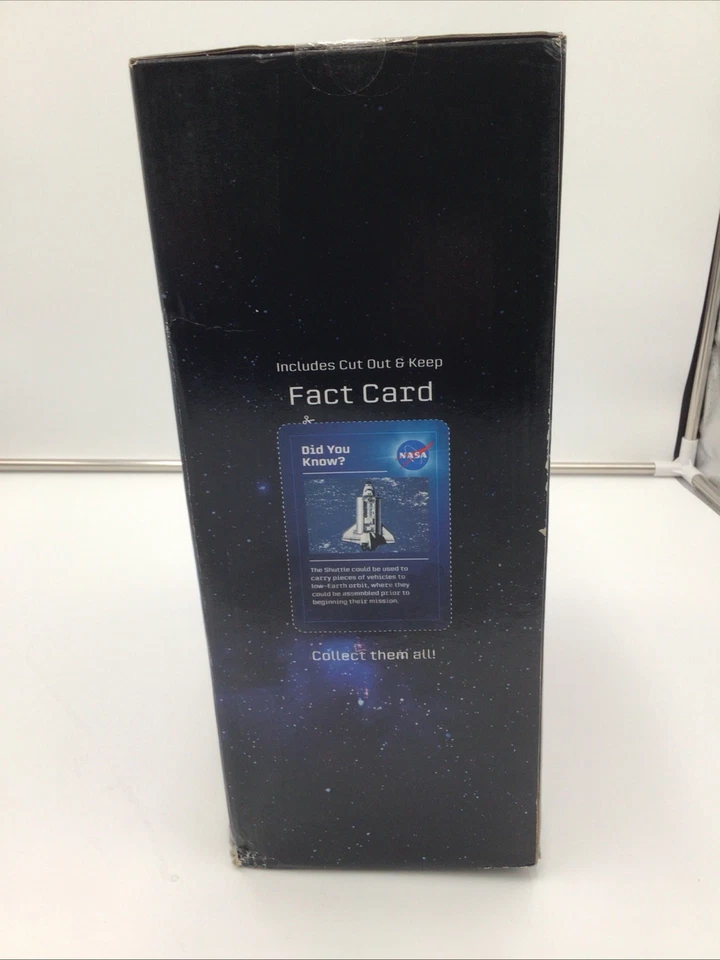 Includes Cut Out & Keep
Fact Card
Did You
Know?
NASA
The Shuttle could be used to
carry pieces of vehicles to
low-Earth orbit, where they
could be assembled prior to
beginning their mission.
Collect them all!